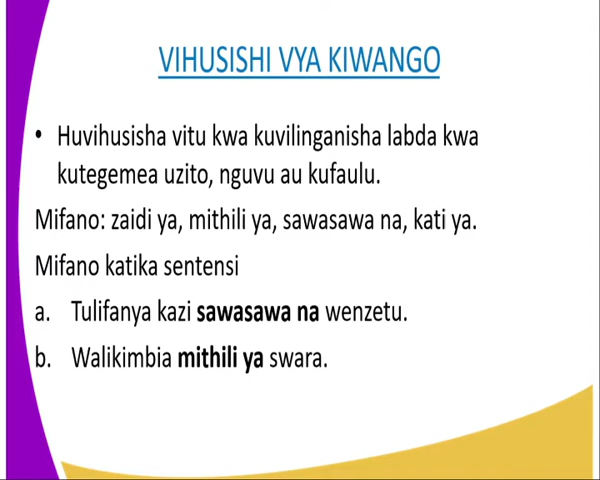 VIHUSISHI VYA KIWANGO
• Huvihusisha vitu kwa kuvilinganisha labda kwa
kutegemea uzito, nguvu au kufaulu.
Mifano: zaidi ya, mithili ya, sawasawa na, kati ya.
Mifano katika sentensi
a. Tulifanya kazi sawasawa na wenzetu.
b. Walikimbia mithili ya swara.